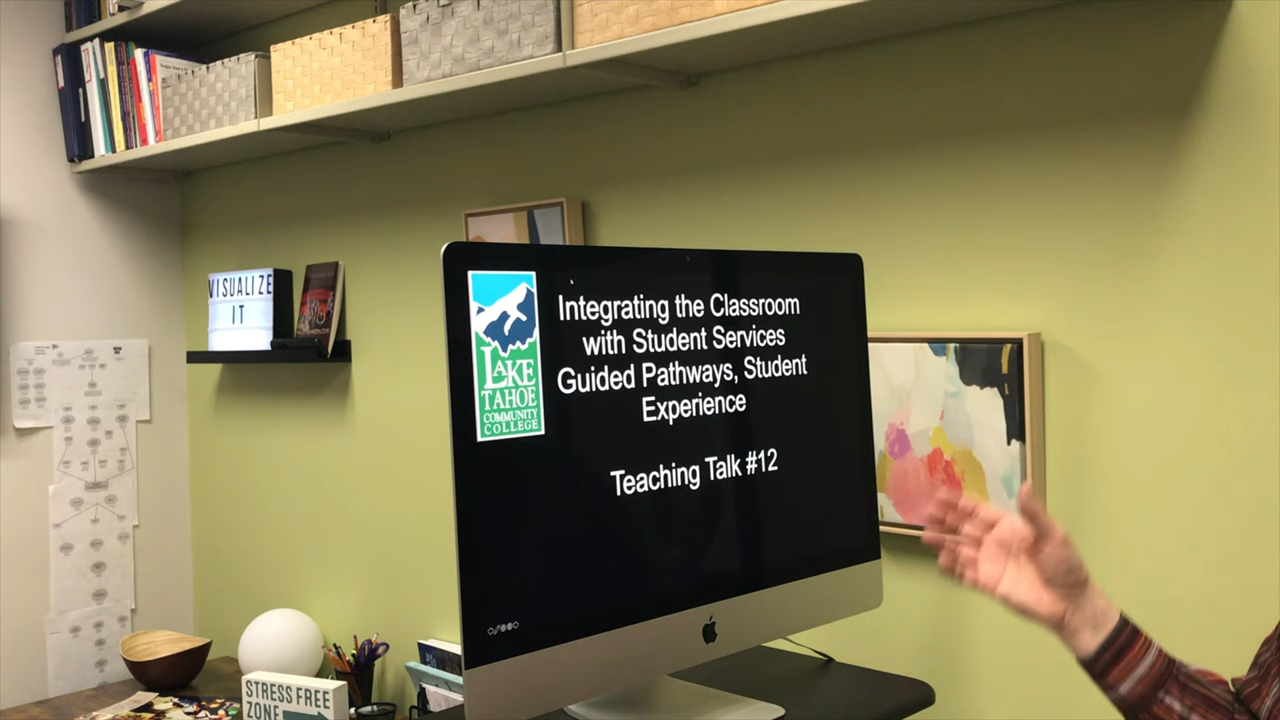 VISUALIZE
IT
LAKE
TAHOE
COMMUNITY
COLLEGE
Integrating the Classroom
with Student Services
Guided Pathways, Student
Experience
Teaching Talk #12
STRESS FREE
ZONE